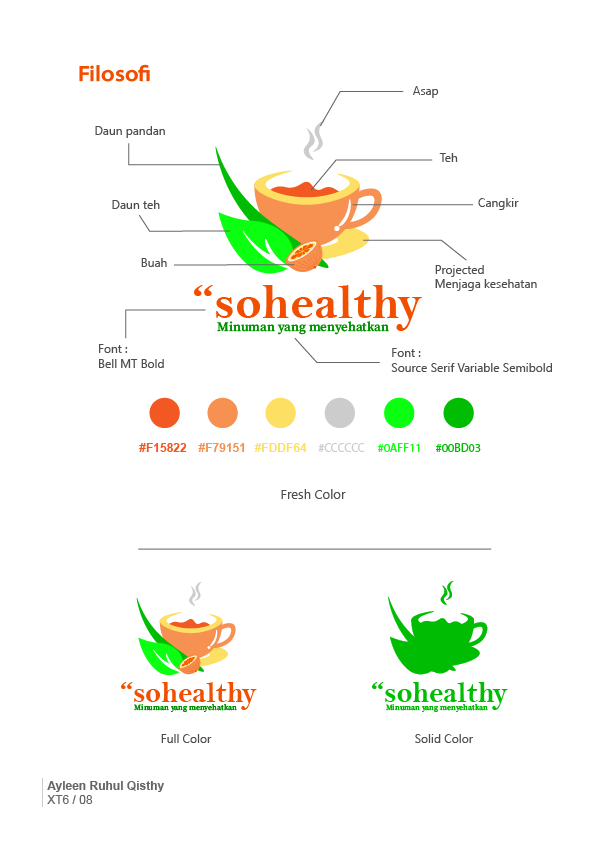 Filosofi
Asap
Daun pandan
Teh
Daun teh
Cangkir
Buah
Projected
Menjaga kesehatan
“sohealthy
Minuman yang menyehatkan
Font :
Bell MT Bold
Font :
Source Serif Variable Semibold
#F15822 #F79151 #FDDF64 #CCCCCC #0AFF11 #00BD03
Fresh Color
“sohealthy
Minuman yang menyehatkan
Full Color
“sohealthy
Minuman yang menyehatkan
Solid Color
Ayleen Ruhul Qisthy
XT6 / 08